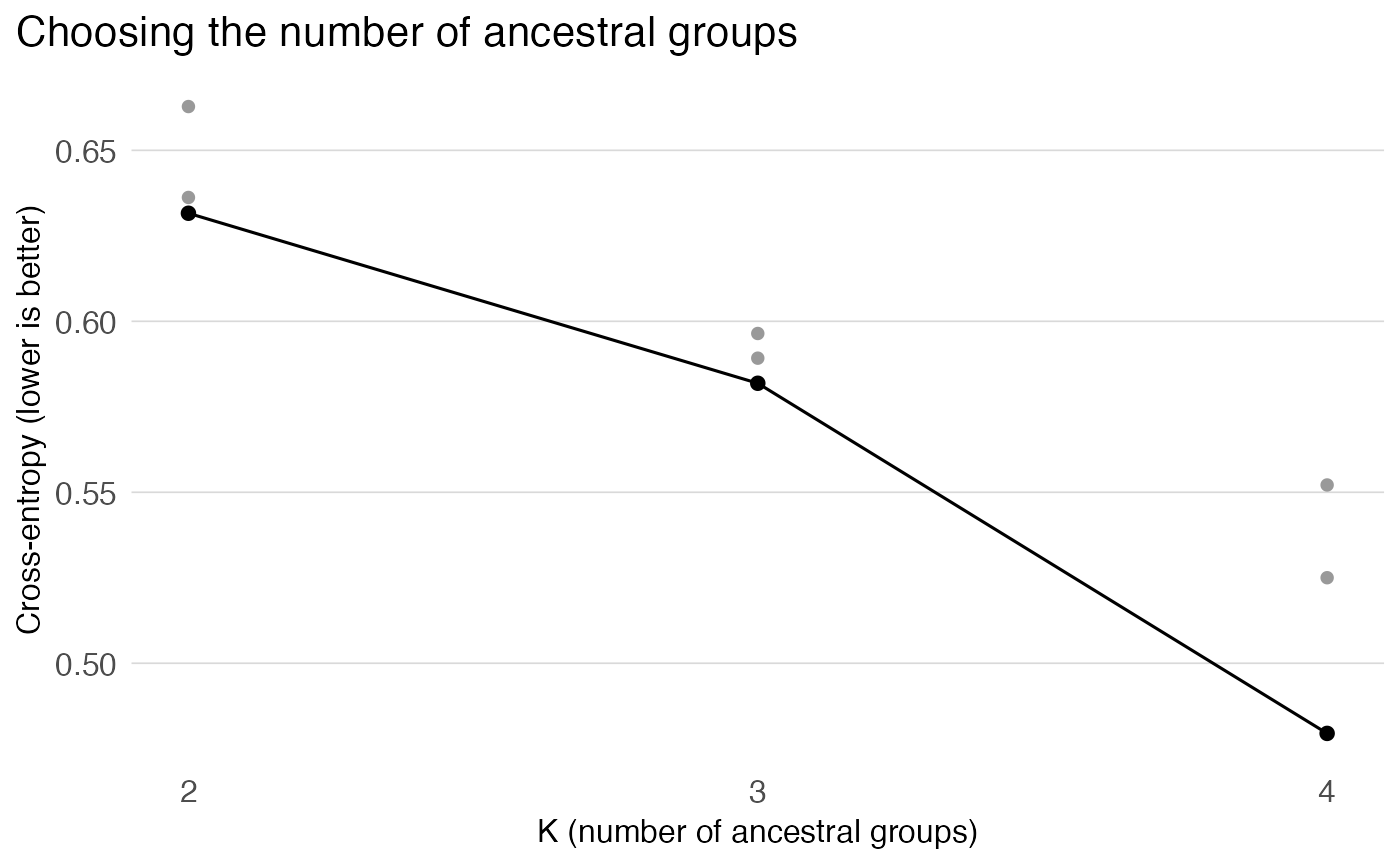 Choosing the number of ancestral groups
Cross-entropy (lower is better)
0.65
0.60
0.55
0.50
2 3 4
K (number of ancestral groups)